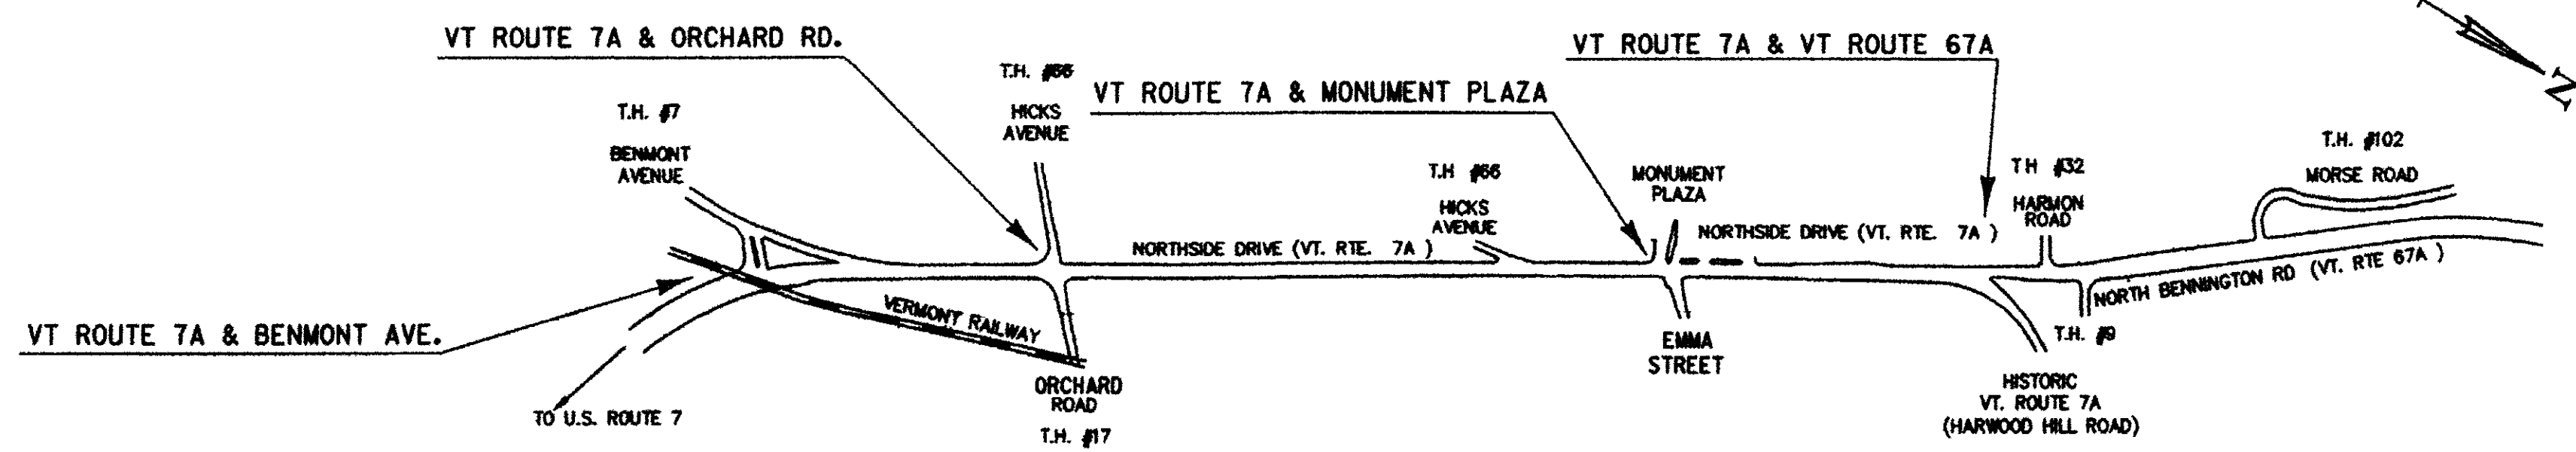 VT ROUTE 7A & ORCHARD RD.
VT ROUTE 7A & VT ROUTE 67A
T.H. #66
HICKS
AVENUE
VT ROUTE 7A & MONUMENT PLAZA
T.H. #7
BENMONT
AVENUE
T.H #66
HICKS
AVENUE
MONUMENT
PLAZA
TH #32
HARMON
ROAD
T.H. #102
MORSE ROAD
N
NORTHSIDE DRIVE (VT. RTE. 7A )
NORTHSIDE DRIVE (VT. RTE. 7A )
NORTH BENNINGTON RD (VT. RTE 67A )
VERMONT RAILWAY
VT ROUTE 7A & BENMONT AVE.
TO U.S. ROUTE 7
ORCHARD
ROAD
T.H. #17
EMMA
STREET
T.H. #9
HISTORIC
VT. ROUTE 7A
(HARWOOD HILL ROAD)